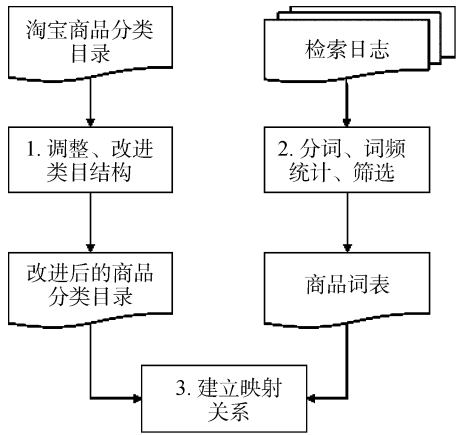 淘宝商品分类
目录
检索日志
1. 调整、改进
类目结构
2. 分词、词频
统计、筛选
改进后的商品
分类目录
商品词表
3. 建立映射
关系